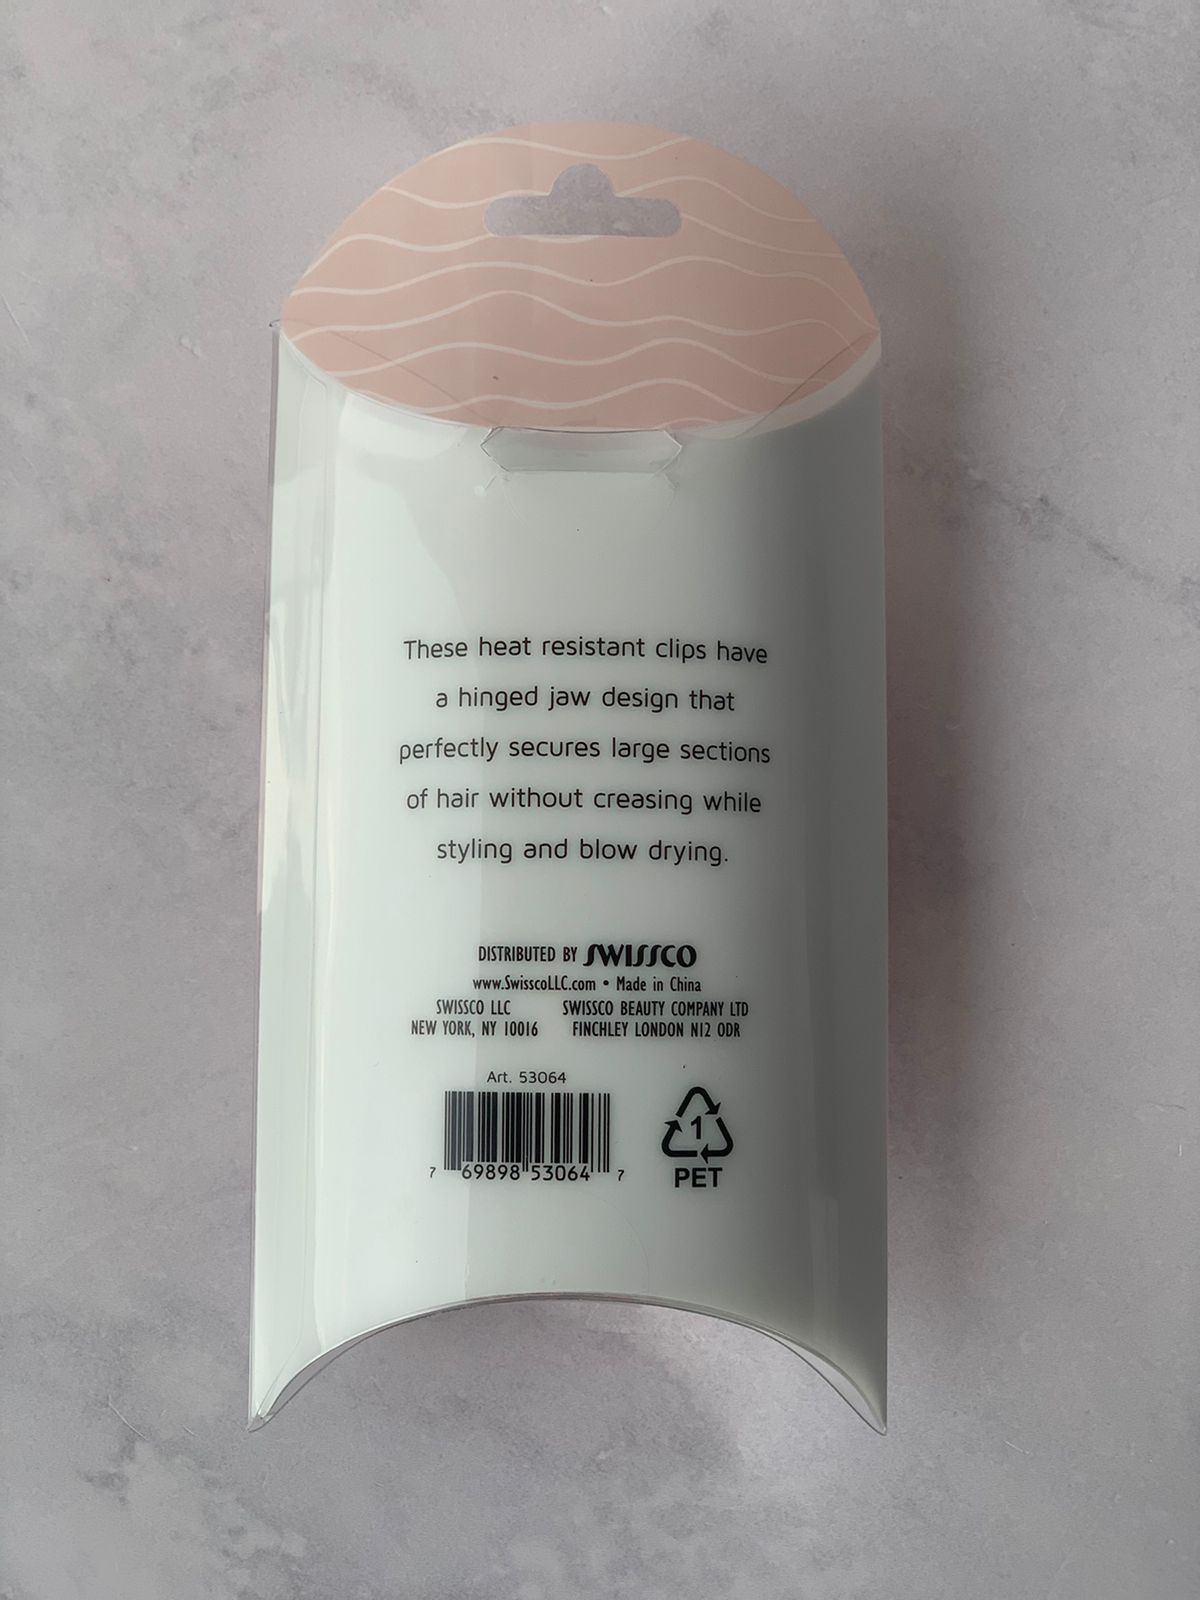 These heat resistant clips have
a hinged jaw design that
perfectly secures large sections
of hair without creasing while
styling and blow drying.
DISTRIBUTED BY SWISSCO
www.SwisscoLLC.com • Made in China
SWISSCO LLC SWISSCO BEAUTY COMPANY LTD
NEW YORK, NY 10016 FINCHLEY LONDON N12 0DR
Art. 53064
7 69898 53064 7
1
PET